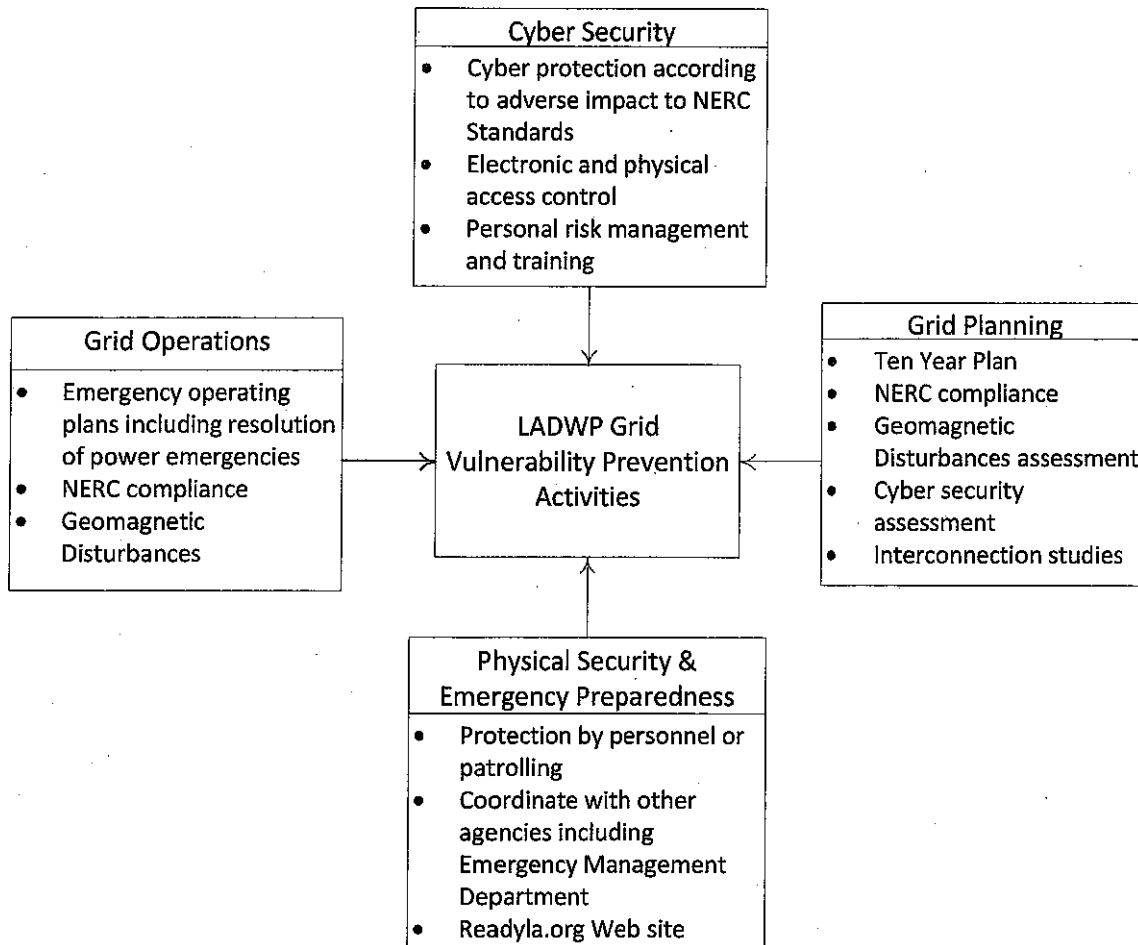 Cyber Security
• Cyber protection according
to adverse impact to NERC
Standards
• Electronic and physical
access control
• Personal risk management
and training
Grid Operations
• Emergency operating
plans including resolution
of power emergencies
• NERC compliance
• Geomagnetic
Disturbances
LADWP Grid
Vulnerability Prevention
Activities
Grid Planning
• Ten Year Plan
• NERC compliance
• Geomagnetic
Disturbances assessment
• Cyber security
assessment
• Interconnection studies
Physical Security &
Emergency Preparedness
• Protection by personnel or
patrolling
• Coordinate with other
agencies including
Emergency Management
Department
• Readyla.org Web site